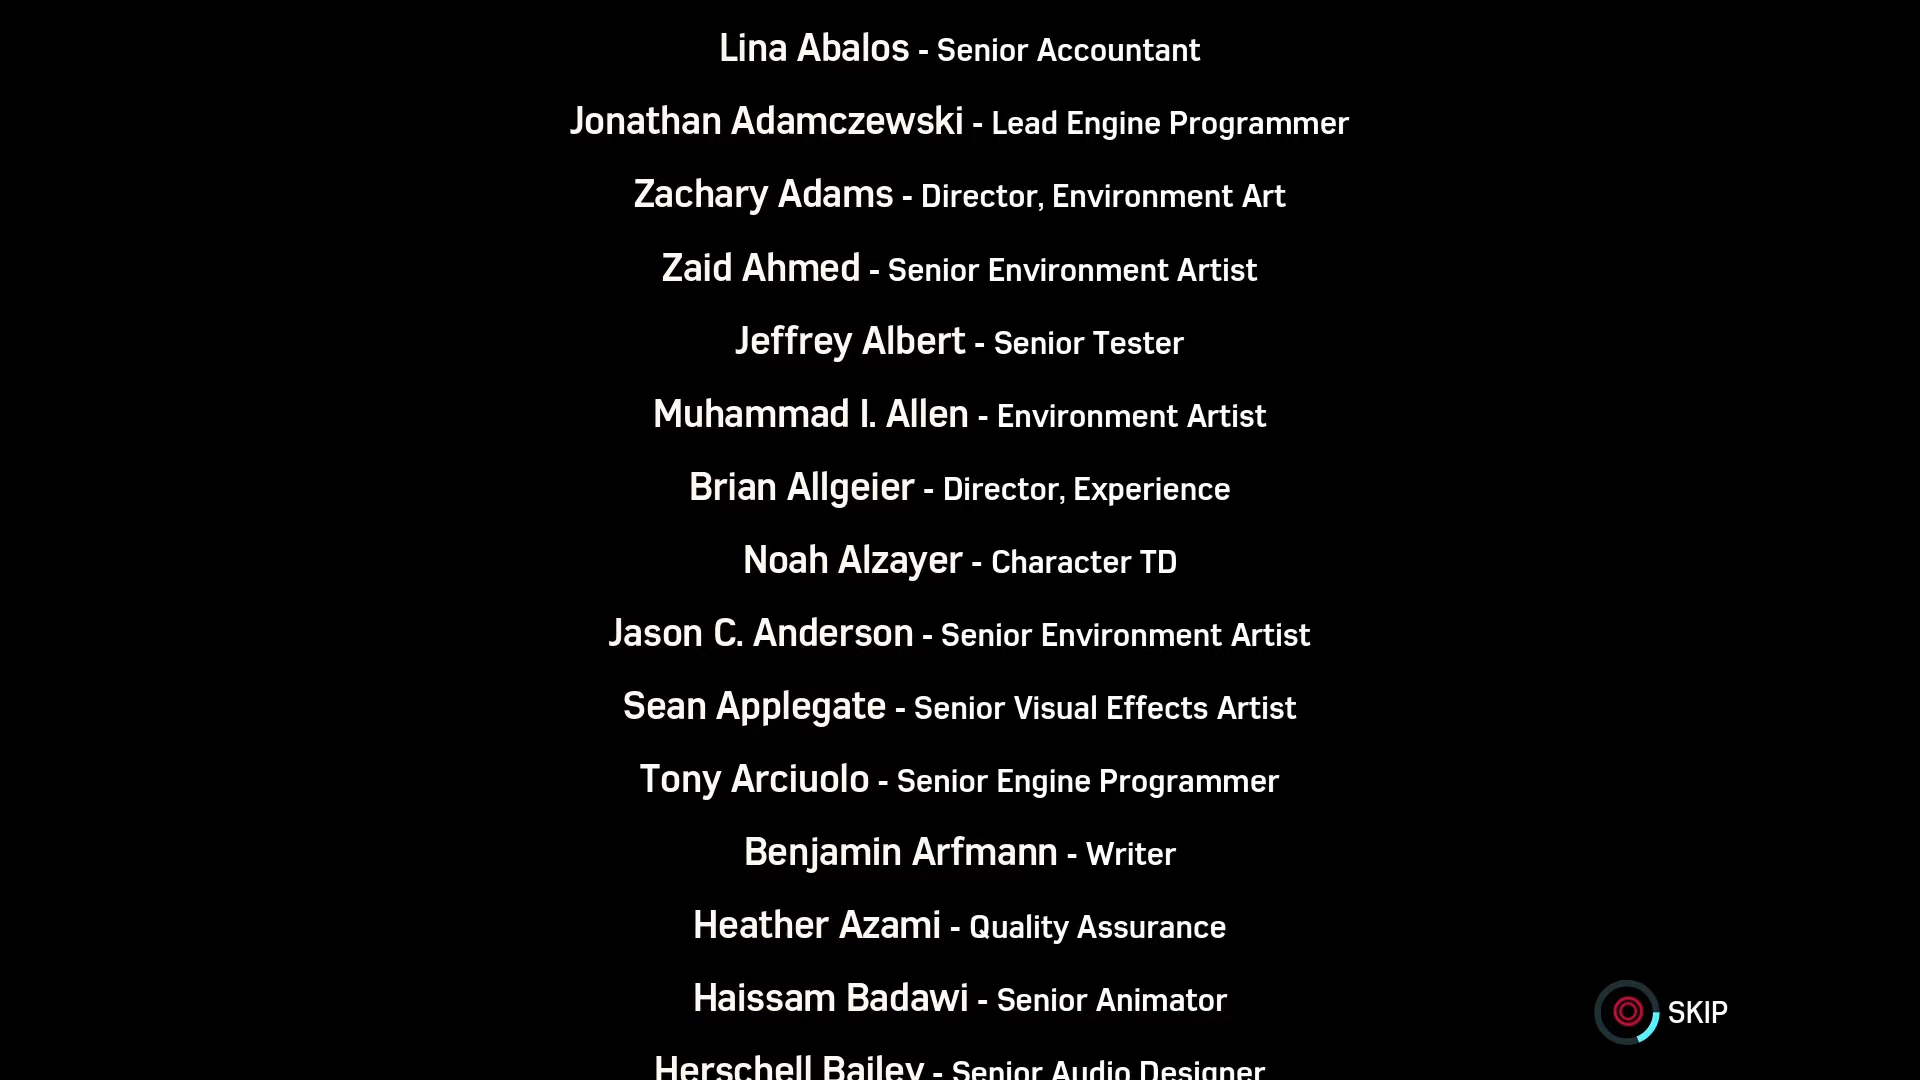 Lina Abalos - Senior Accountant
Jonathan Adamczewski - Lead Engine Programmer
Zachary Adams - Director, Environment Art
Zaid Ahmed - Senior Environment Artist
Jeffrey Albert - Senior Tester
Muhammad I. Allen - Environment Artist
Brian Allgeier - Director, Experience
Noah Alzayer - Character TD
Jason C. Anderson - Senior Environment Artist
Sean Applegate - Senior Visual Effects Artist
Tony Arciuolo - Senior Engine Programmer
Benjamin Arfmann - Writer
Heather Azami - Quality Assurance
Haissam Badawi - Senior Animator
SKIP
Herschell Bailey - Senior Audio Designer